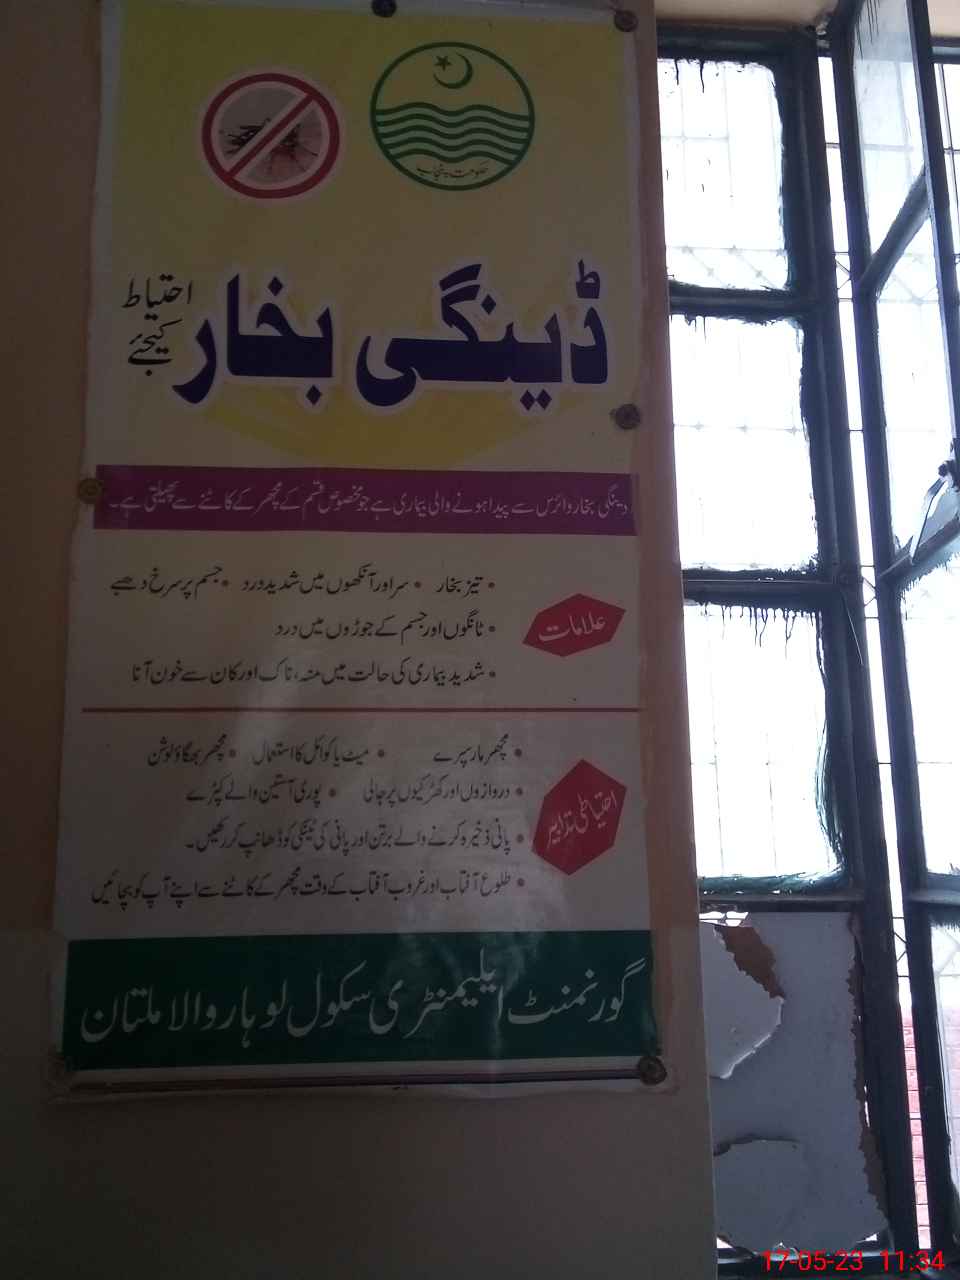 حکومت پنجاب
ڈینگی بخار
احتیاط
کیجئے
دینگی بخار وائرس سے پیدا ہونے والی بیماری ہے جو مخصوص قسم کے مچھر کے کاٹنے سے پھیلتی ہے۔
علامات
• تیز بخار • سر اور آنکھوں میں شدید درد • جسم پر سرخ دھبے
• ٹانگوں اور جسم کے جوڑوں میں درد
• شدید بیماری کی حالت میں منہ، ناک اور کان سے خون آنا
احتیاطی تدابیر
• مچھر مار سپرے • میٹ یا کوائل کا استعمال • مچھر بھگاؤ لوشن
• دروازوں اور کھڑکیوں پر جالی • پوری آستین والے کپڑے
• پانی ذخیرہ کرنے والے برتن اور پانی کی ٹینکی کو ڈھانپ کر رکھیں۔
• طلوع آفتاب اور غروب آفتاب کے وقت مچھر کے کاٹنے سے اپنے آپ کو بچائیں
گورنمنٹ ایلیمنٹری سکول لوہار والا ملتان
17-05-23 11:34